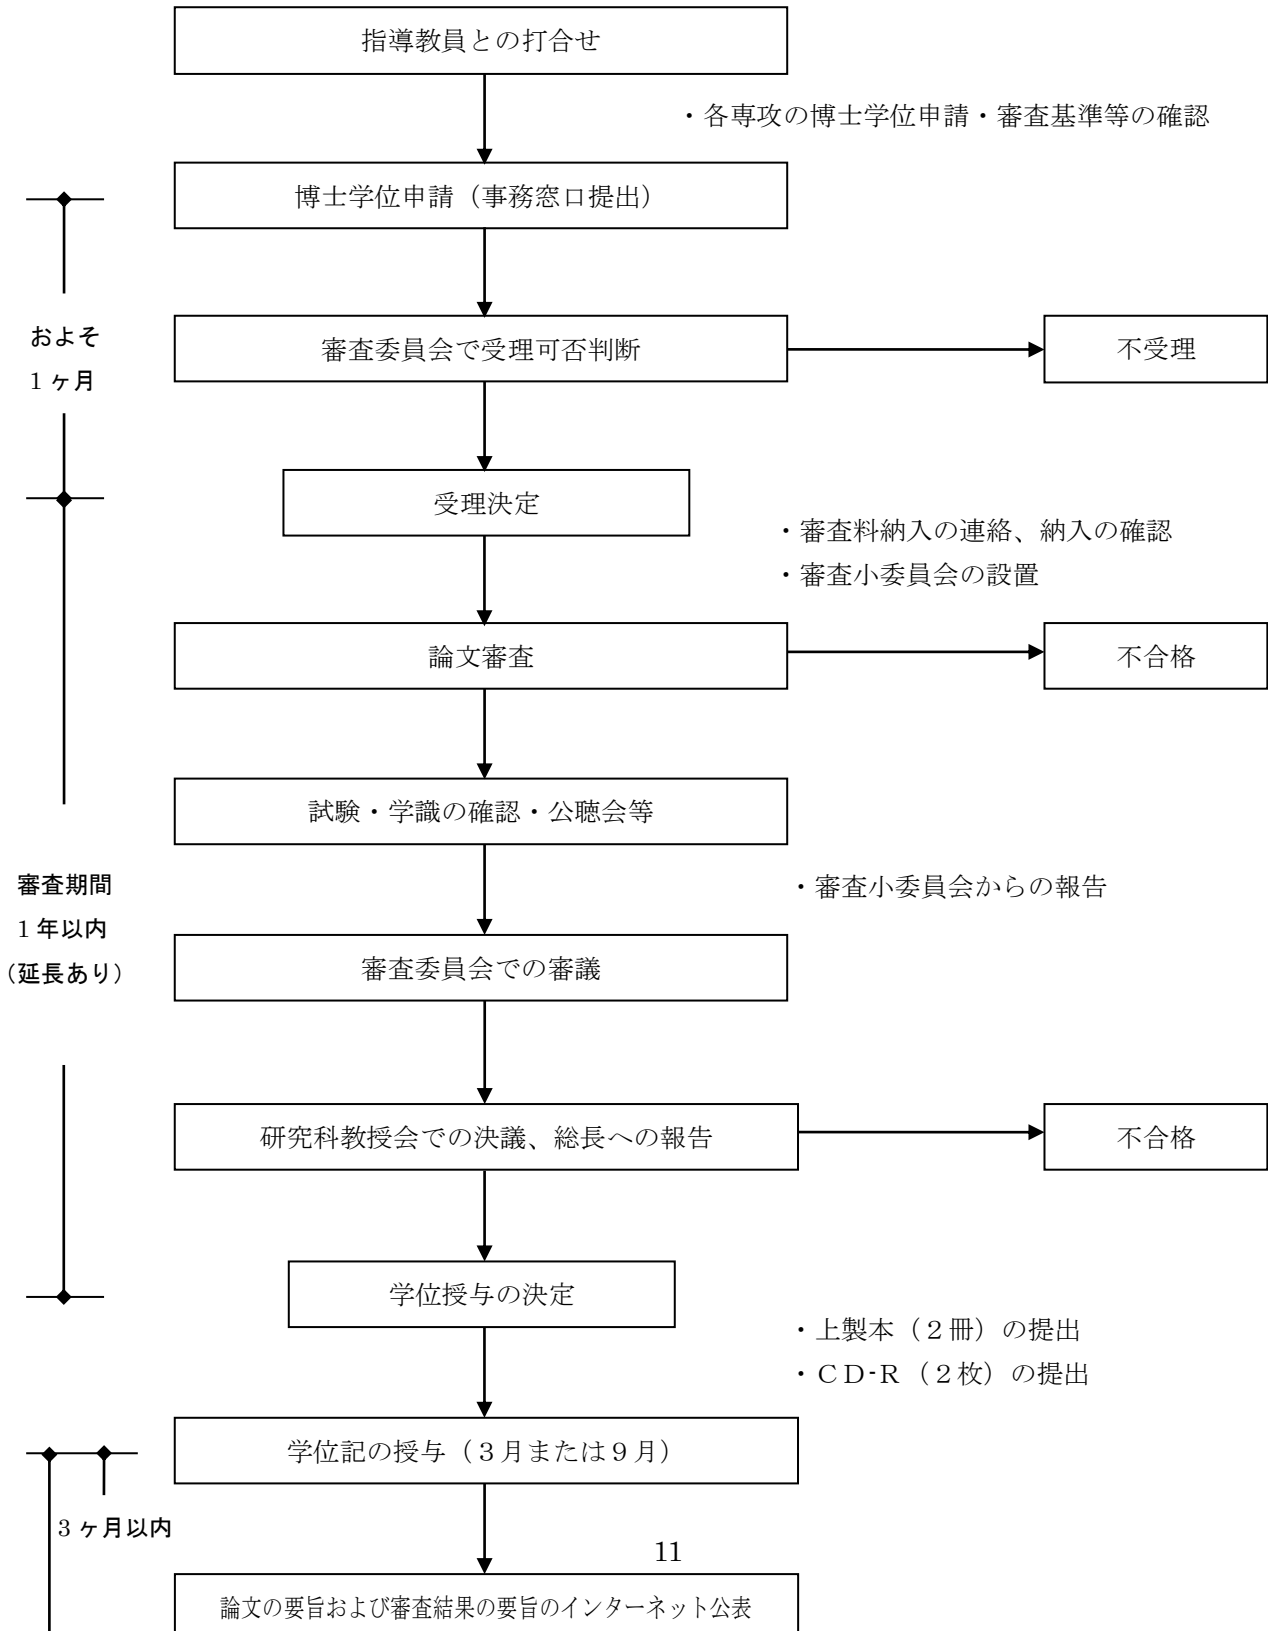 指導教員との打合せ
・各専攻の博士学位申請・審査基準等の確認
博士学位申請（事務窓口提出）
およそ
1 ヶ月
審査委員会で受理可否判断
不受理
受理決定
・審査料納入の連絡、納入の確認
・審査小委員会の設置
論文審査
不合格
試験・学識の確認・公聴会等
審査期間
1 年以内
（延長あり）
・審査小委員会からの報告
審査委員会での審議
研究科教授会での決議、総長への報告
不合格
学位授与の決定
・上製本（２冊）の提出
・ＣＤ-Ｒ（２枚）の提出
学位記の授与（３月または９月）
3 ヶ月以内
11
論文の要旨および審査結果の要旨のインターネット公表